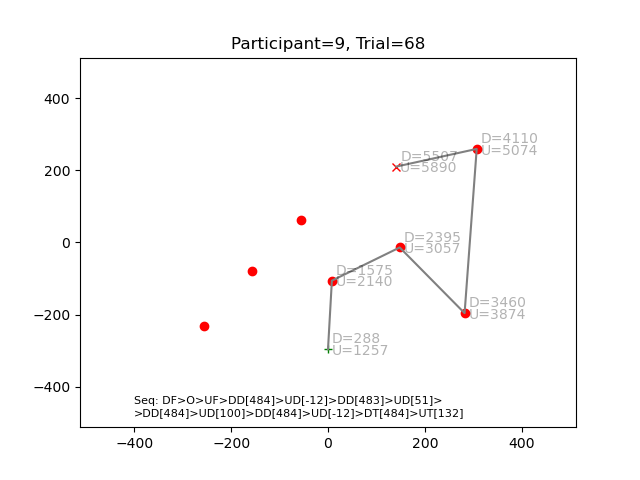 Participant=9, Trial=68
400
200
0
−200
−400
D=4110
U=5074
D=5507
U=5890
D=2395
U=3057
D=1575
U=2140
D=3460
U=3874
D=288
U=1257
Seq: DF>O>UF>DD[484]>UD[-12]>DD[483]>UD[51]>
>DD[484]>UD[100]>DD[484]>UD[-12]>DT[484]>UT[132]
−400 −200 0 200 400